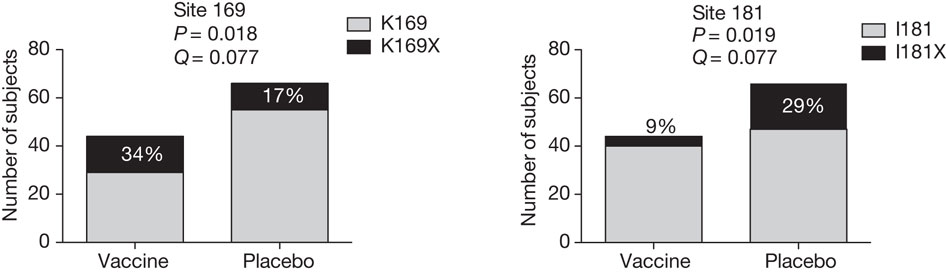 Site 169
P = 0.018
Q = 0.077
K169
K169X
Number of subjects
80
60
40
20
0
34%
17%
Vaccine
Placebo
Site 181
P = 0.019
Q = 0.077
I181
I181X
Number of subjects
80
60
40
20
0
9%
29%
Vaccine
Placebo